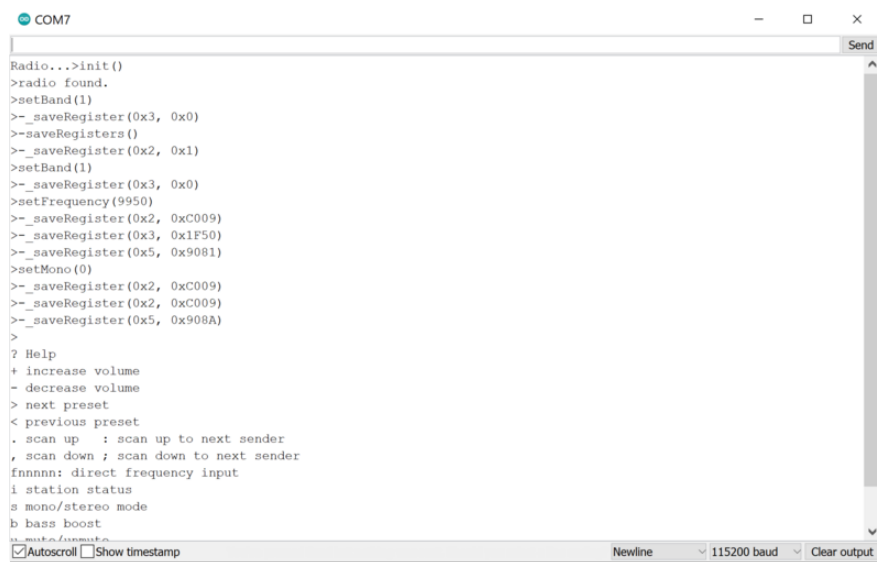 COM7
Send
Radio...>init()
>radio found.
>setBand(1)
>-_saveRegister(0x3, 0x0)
>-saveRegisters()
>-_saveRegister(0x2, 0x1)
>setBand(1)
>-_saveRegister(0x3, 0x0)
>setFrequency(9950)
>-_saveRegister(0x2, 0xC009)
>-_saveRegister(0x3, 0x1F50)
>-_saveRegister(0x5, 0x9081)
>setMono(0)
>-_saveRegister(0x2, 0xC009)
>-_saveRegister(0x2, 0xC009)
>-_saveRegister(0x5, 0x908A)
>
? Help
+ increase volume
- decrease volume
> next preset
< previous preset
. scan up   : scan up to next sender
, scan down ; scan down to next sender
fnnnnn: direct frequency input
i station status
s mono/stereo mode
b bass boost
u mute/unmute
Autoscroll Show timestamp Newline 115200 baud Clear output